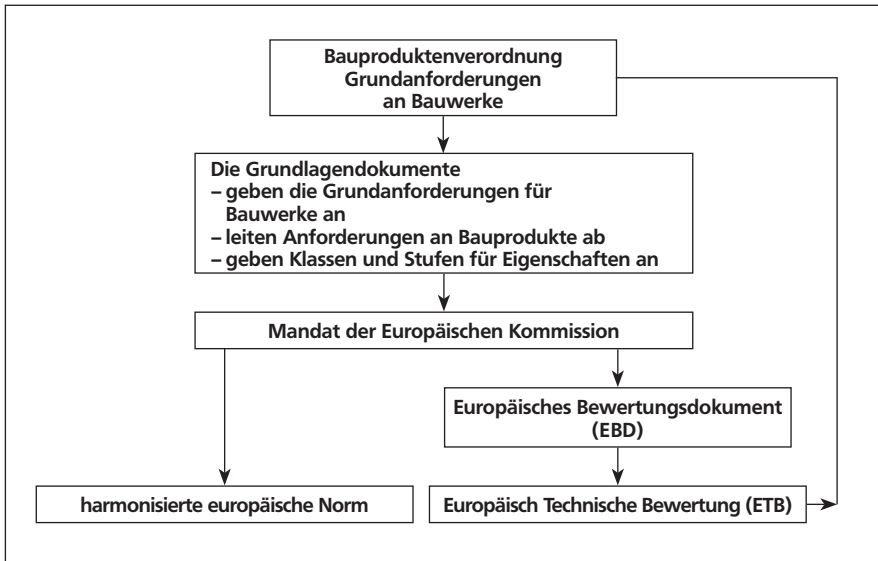 Bauproduktenverordnung
Grundanforderungen
an Bauwerke
Die Grundlagendokumente
– geben die Grundanforderungen für
Bauwerke an
– leiten Anforderungen an Bauprodukte ab
– geben Klassen und Stufen für Eigenschaften an
Mandat der Europäischen Kommission
Europäisches Bewertungsdokument
(EBD)
harmonisierte europäische Norm
Europäisch Technische Bewertung (ETB)